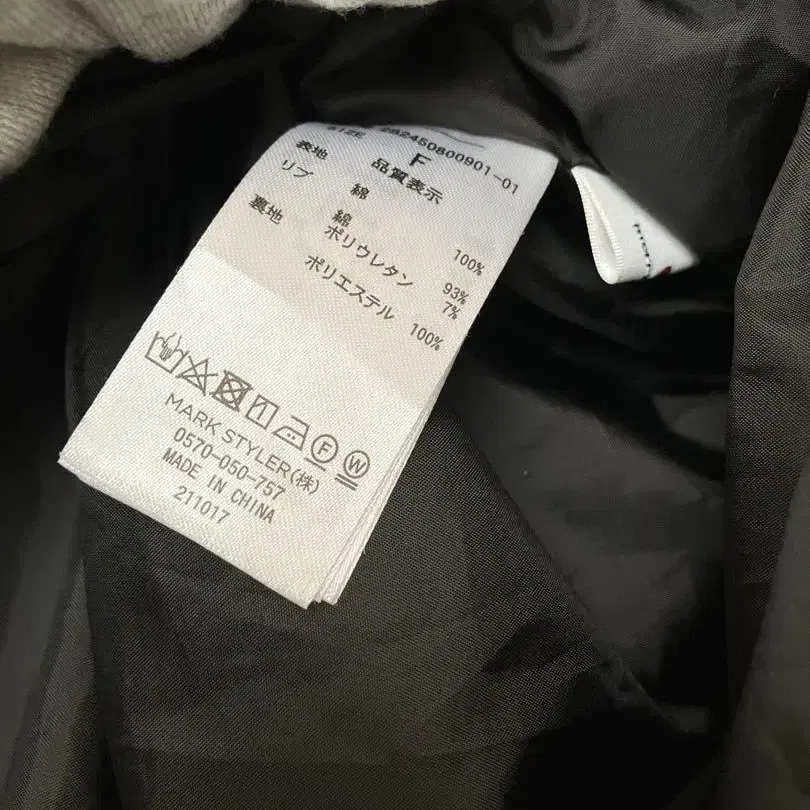 282450800901-01
SIZE F
品質表示
表地 綿 100%
リブ 綿 93%
ポリウレタン 7%
裏地 ポリエステル 100%
F W
MARK STYLER(株)
0570-050-757
MADE IN CHINA
211017